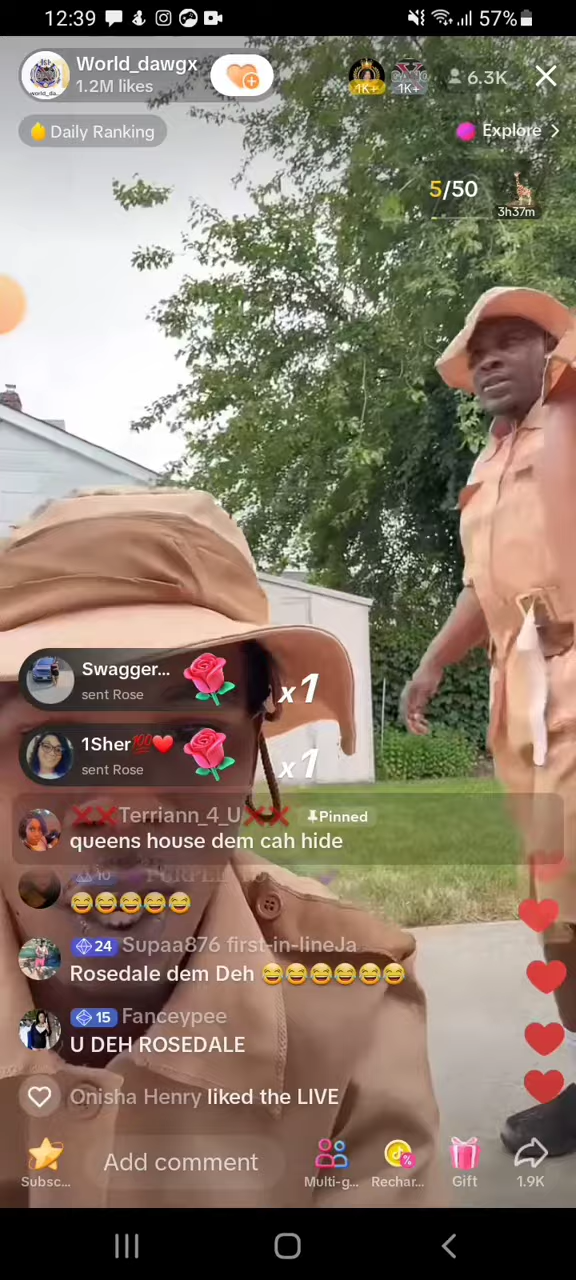 12:39
57%
World_dawgx
1.2M likes
1K+
1K+
6.3K
Daily Ranking
Explore
5/50
3h37m
Swagger...
sent Rose
x1
1Sher💯❤️
sent Rose
x1
❌❌Terriann_4_U❌❌ Pinned
queens house dem cah hide
10
😂😂😂😂😂
24 Supaa876 first-in-lineJa
Rosedale dem Deh 😂😂😂😂😂😂
15 Fanceypee
U DEH ROSEDALE
Onisha Henry liked the LIVE
Subsc...
Add comment
Multi-g...
Rechar...
Gift
1.9K